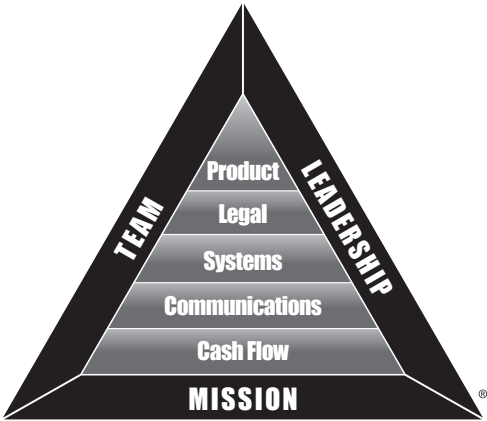 Product
Legal
Systems
Communications
Cash Flow
TEAM
LEADERSHIP
MISSION
®